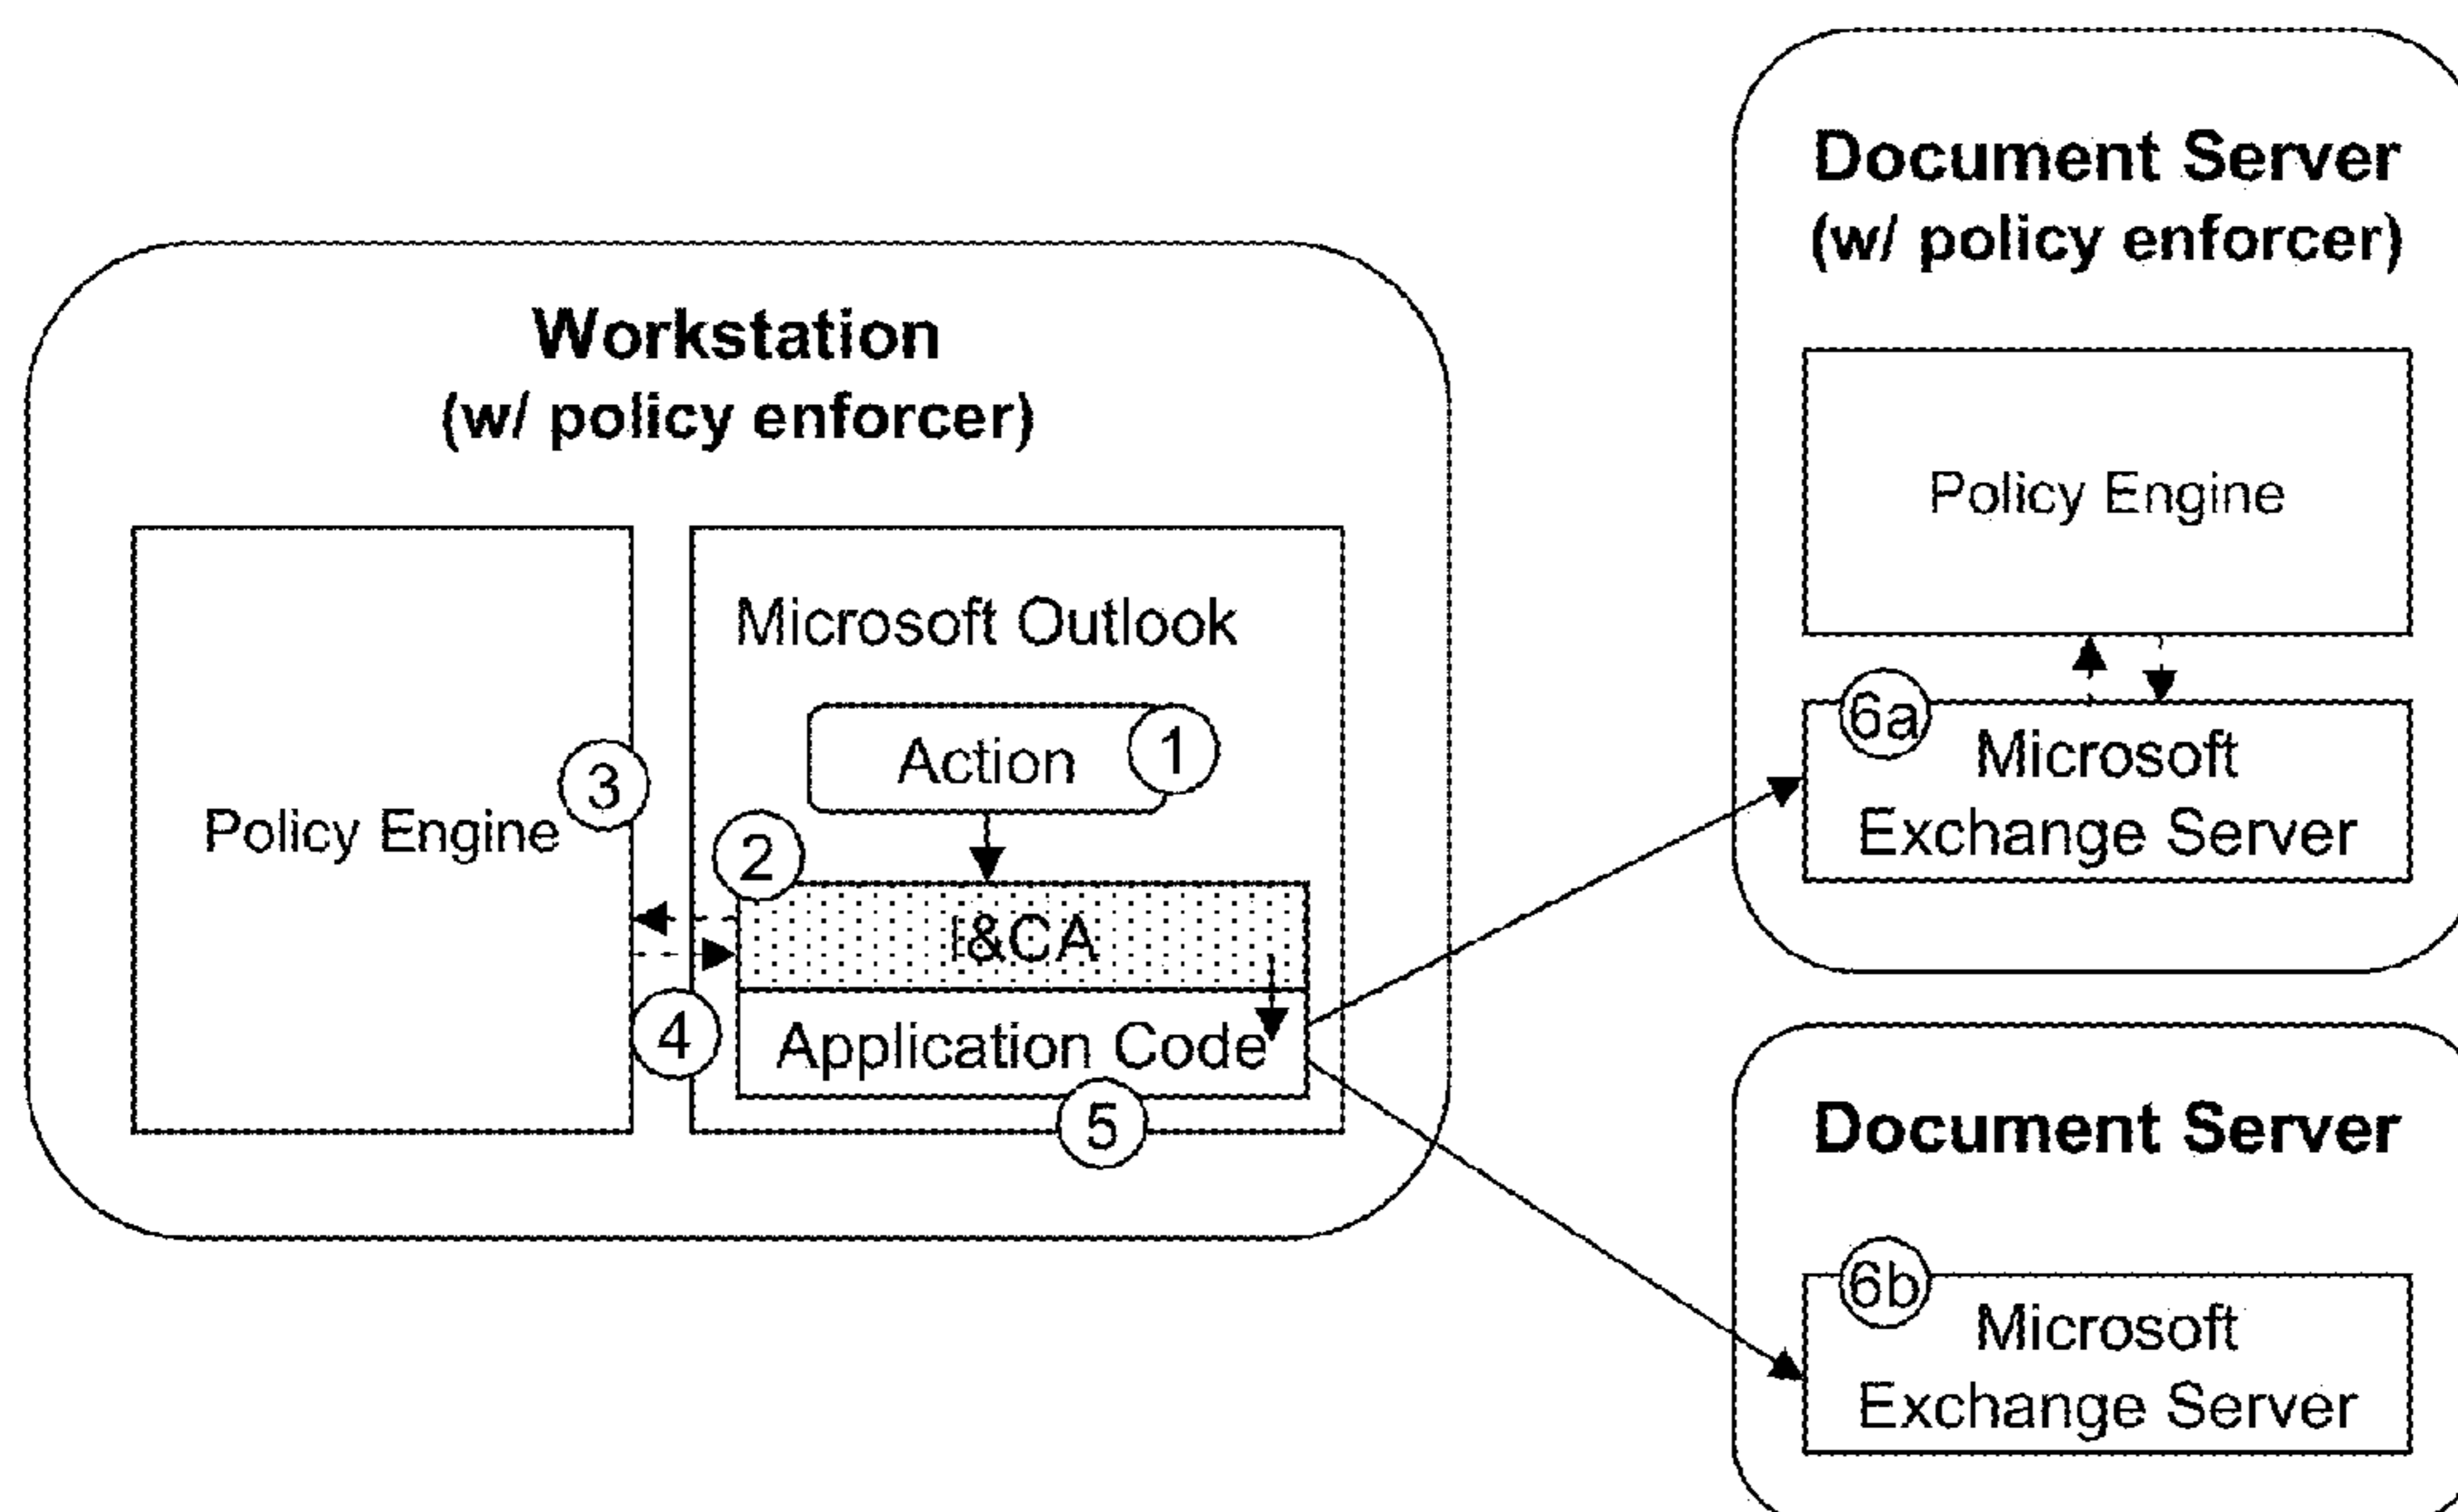 Workstation
(w/ policy enforcer)
Policy Engine
3
Microsoft Outlook
Action
1
2
I&CA
4
Application Code
5
Document Server
(w/ policy enforcer)
Policy Engine
6a
Microsoft
Exchange Server
Document Server
6b
Microsoft
Exchange Server